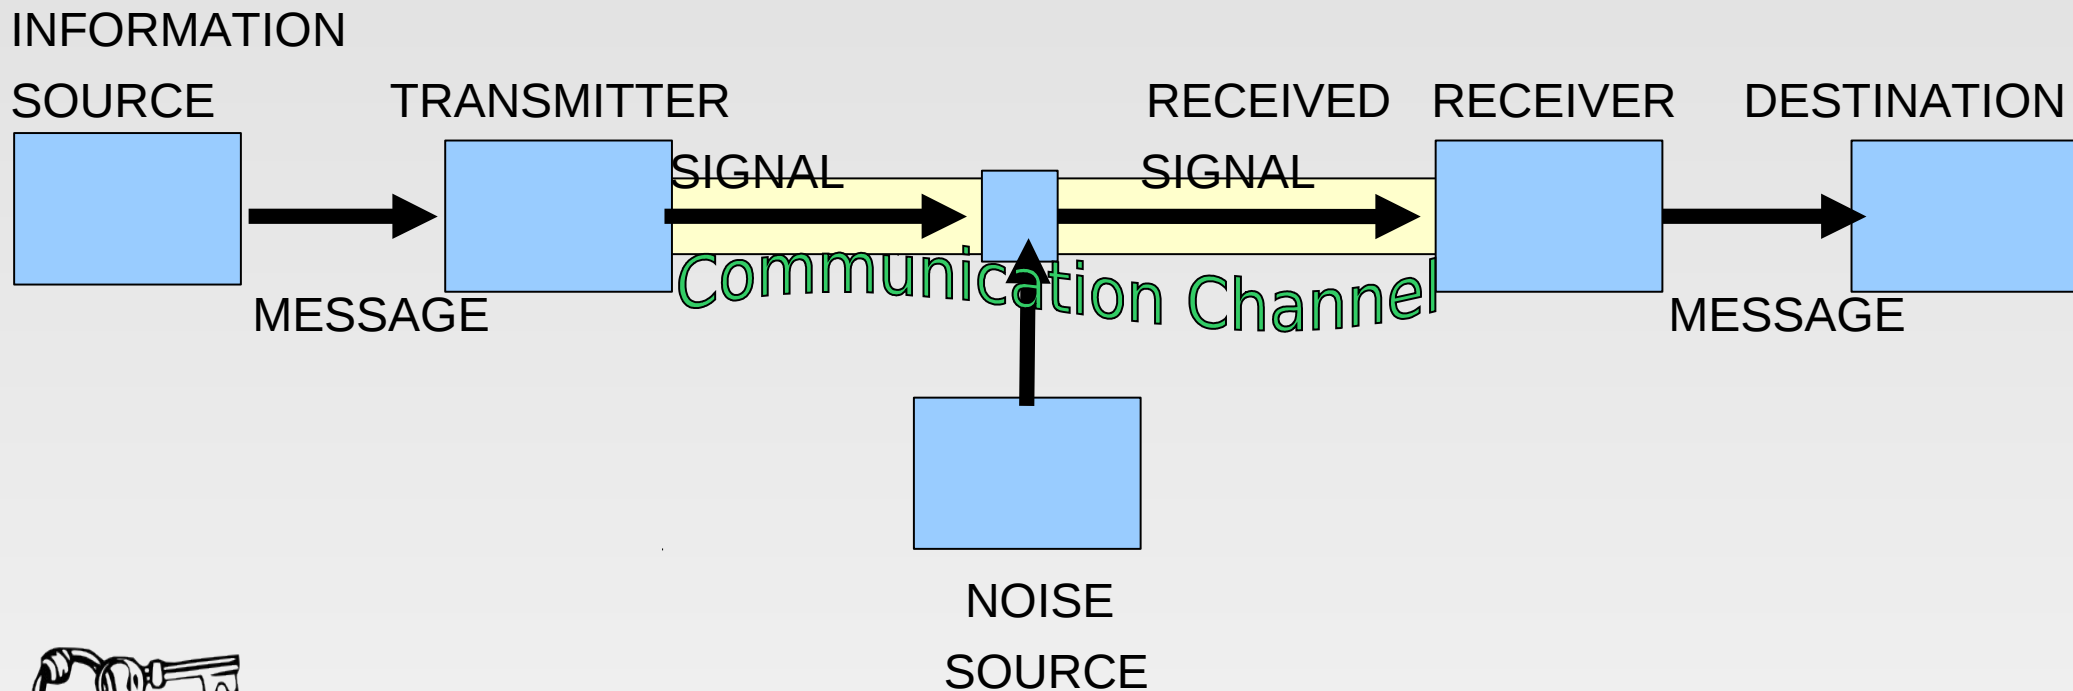 INFORMATION
SOURCE
TRANSMITTER
RECEIVED
RECEIVER
DESTINATION
SIGNAL
SIGNAL
Communication Channel
MESSAGE
MESSAGE
NOISE
SOURCE